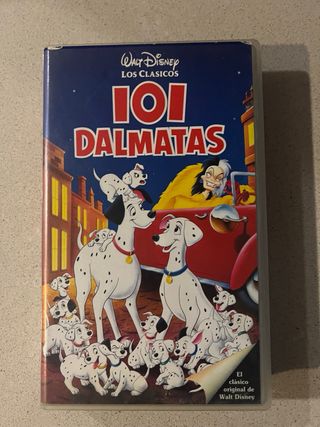 Walt Disney
LOS CLASICOS
101
DALMATAS
El
clásico
original de
Walt Disney